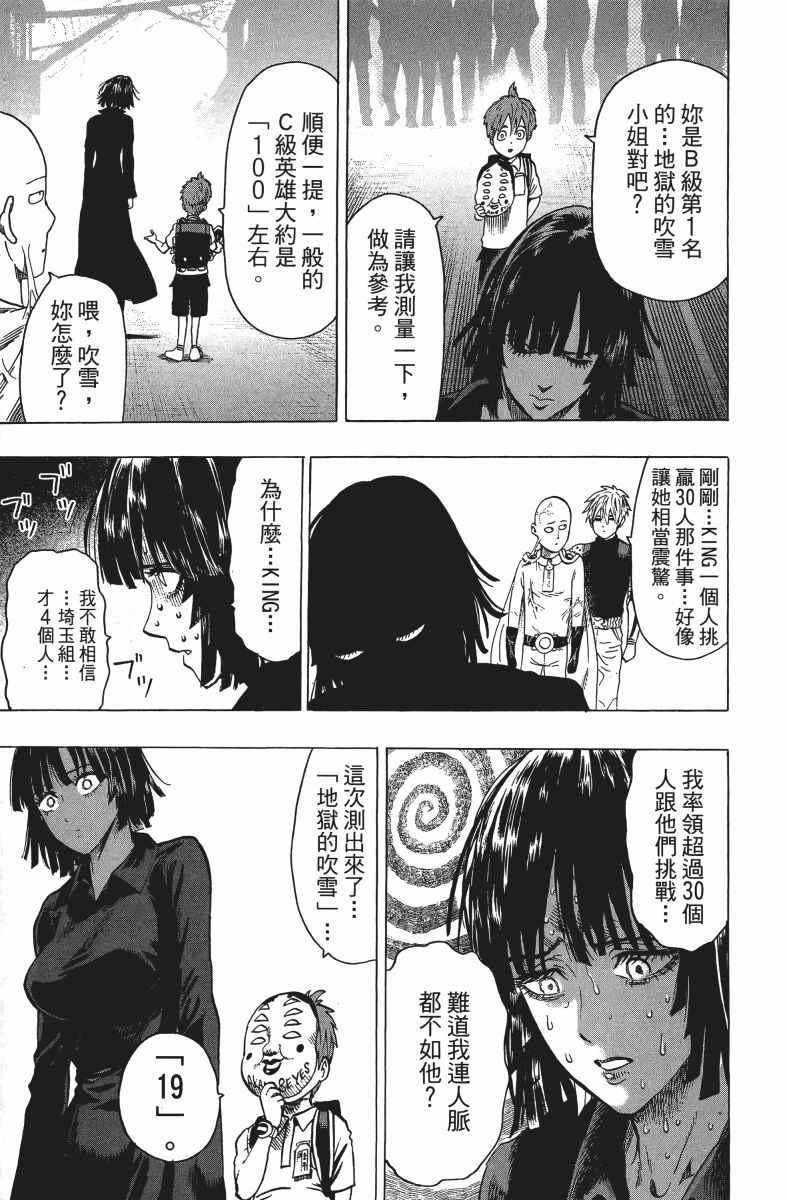 妳是B級第1名
的…地獄的吹雪
小姐對吧？
請讓我測量一下，
做為參考。
順便一提，一般的
C級英雄大約是
「100」左右。
喂，吹雪，
妳怎麼了？
剛剛…KING一個人挑
贏30人那件事…好像
讓她相當震驚。
為什麼…KING…
ブツ
ブツ
我不敢相信
…埼玉組…
才4個人…
我率領超過30個
人跟他們挑戰…
難道我連人脈
都不如他？
這次測出來了…
「地獄的吹雪」…
「19」。